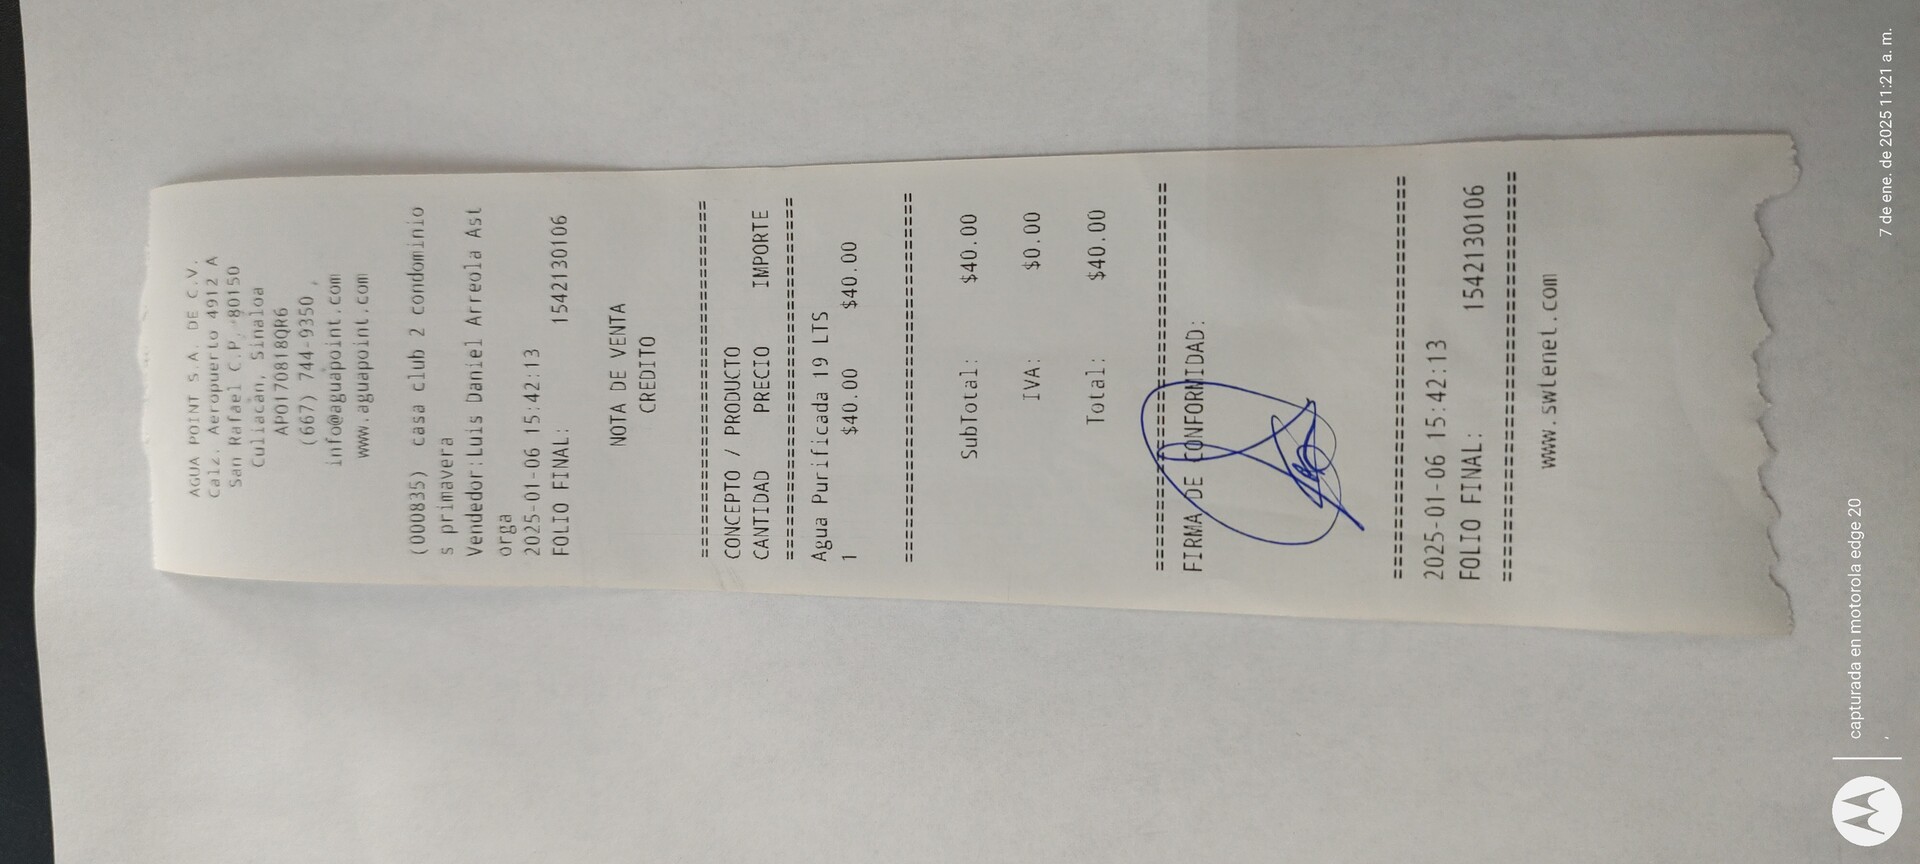 AGUA POINT S.A. DE C.V.
Calz. Aeropuerto 4912 A
San Rafael C.P. 80150
Culiacán, Sinaloa
APO170818QR6
(667) 744-9350 ,
info@aguapoint.com
www.aguapoint.com
(000835) casa club 2 condominio
s primavera
Vendedor:Luis Daniel Arreola Ast
orga
2025-01-06 15:42:13
FOLIO FINAL: 1542130106
NOTA DE VENTA
CREDITO
================================
CONCEPTO / PRODUCTO
CANTIDAD PRECIO IMPORTE
================================
Agua Purificada 19 LTS
1 $40.00 $40.00
================================
SubTotal: $40.00
IVA: $0.00
Total: $40.00
================================
FIRMA DE CONFORMIDAD:
================================
2025-01-06 15:42:13
FOLIO FINAL: 1542130106
================================
www.swtenet.com
capturada en motorola edge 20
,
7 de ene. de 2025 11:21 a. m.